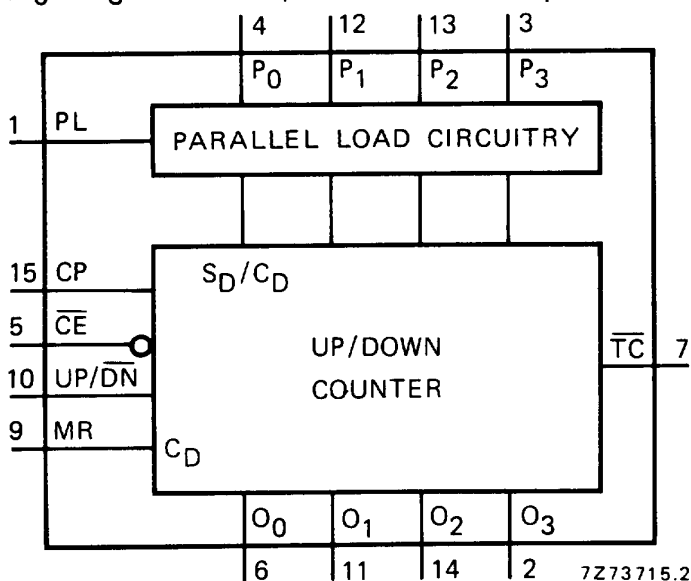 4 12 13 3
P0 P1 P2 P3
1 PL
PARALLEL LOAD CIRCUITRY
15 CP
SD/CD
5 CE
UP/DOWN
TC 7
10 UP/DN
COUNTER
9 MR
CD
O0 O1 O2 O3
6 11 14 2
7Z73715.2